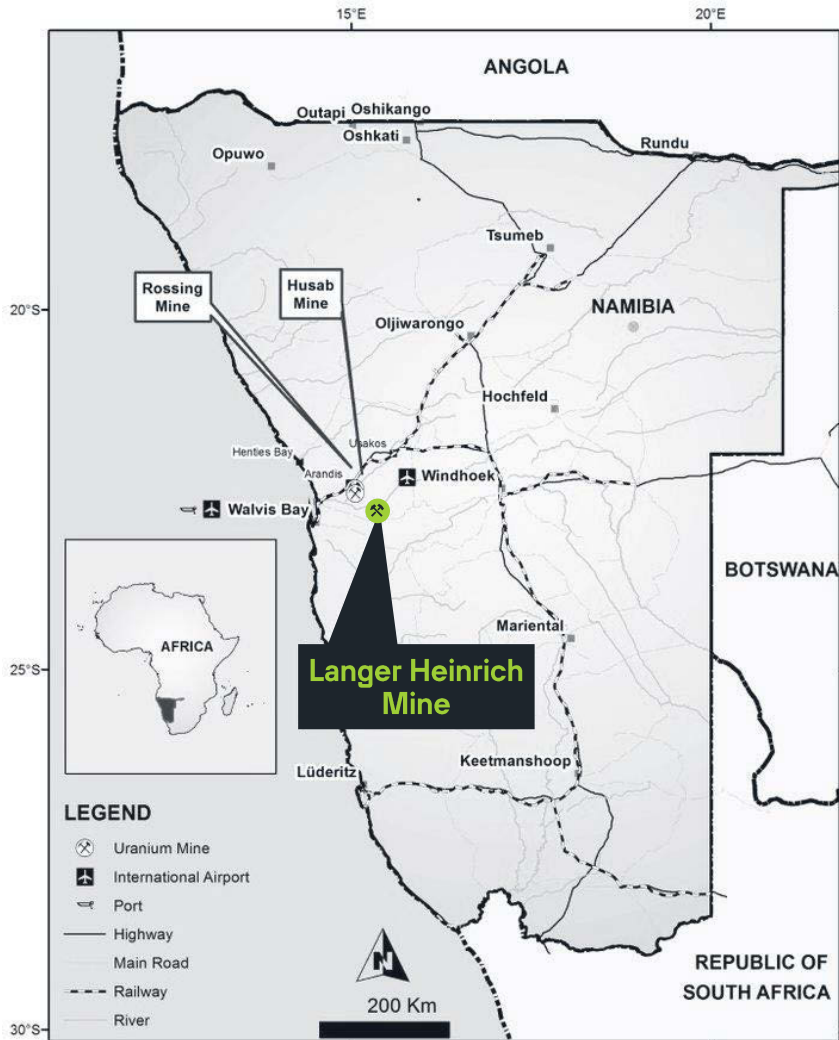 15°E
20°E
ANGOLA
Outapi
Oshikango
Oshkati
Rundu
Opuwo
Tsumeb
20°S
Rossing
Mine
Husab
Mine
NAMIBIA
Oljiwarongo
Hochfeld
Usakos
Henties Bay
Arandis
Windhoek
Walvis Bay
BOTSWANA
AFRICA
Mariental
25°S
Langer Heinrich
Mine
Keetmanshoop
Lüderitz
LEGEND
Uranium Mine
International Airport
Port
Highway
Main Road
Railway
River
N
200 Km
REPUBLIC OF
SOUTH AFRICA
30°S